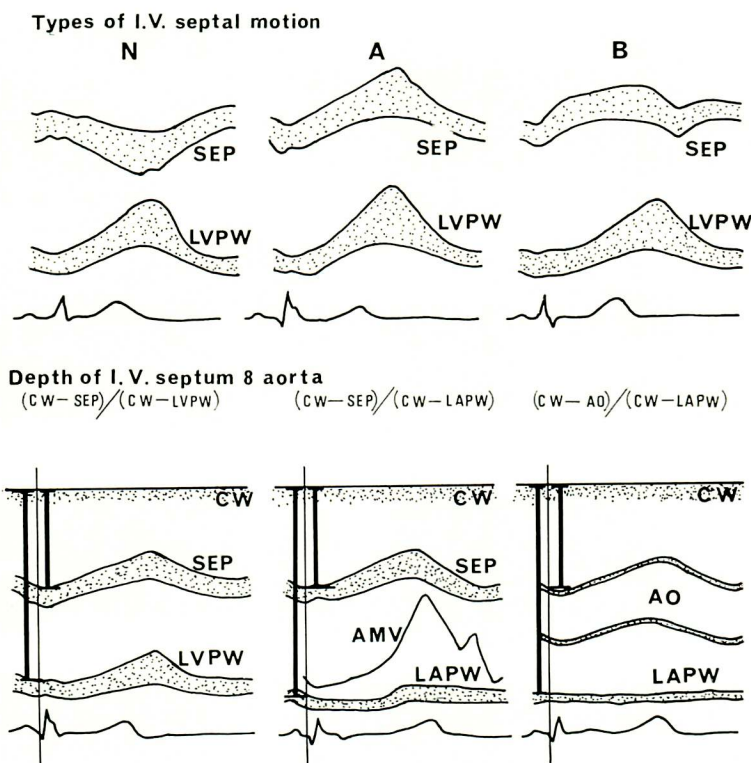 Types of I.V. septal motion
N A B
SEP SEP SEP
LVPW LVPW LVPW
Depth of I.V. septum 8 aorta
(CW—SEP)/(CW—LVPW) (CW—SEP)/(CW—LAPW) (CW—AO)/(CW—LAPW)
CW CW CW
SEP SEP AO
AMV
LVPW LAPW LAPW